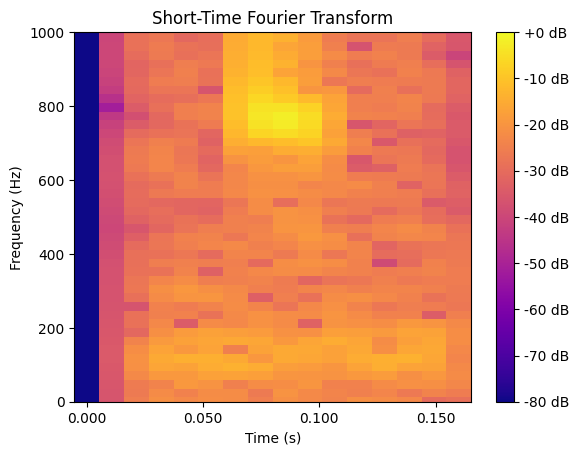 Short-Time Fourier Transform
1000
800
600
400
200
0
Frequency (Hz)
0.000
0.050
0.100
0.150
Time (s)
+0 dB
-10 dB
-20 dB
-30 dB
-40 dB
-50 dB
-60 dB
-70 dB
-80 dB